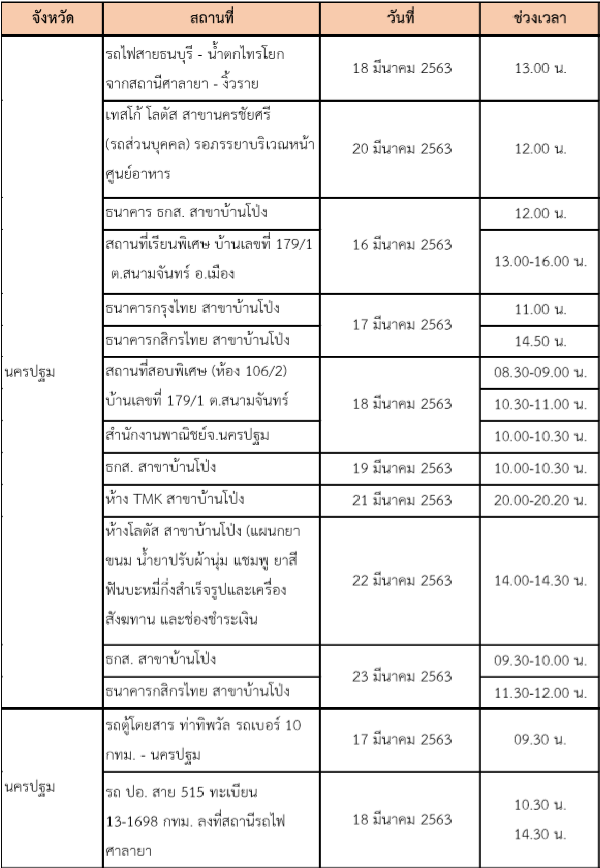 จังหวัด สถานที่ วันที่ ช่วงเวลา
รถไฟสายธนบุรี - น้ำตกไทรโยก
จากสถานีศาลายา - งิ้วราย
18 มีนาคม 2563 13.00 น.
เทสโก้ โลตัส สาขานครชัยศรี
(รถส่วนบุคคล) รอภรรยาบริเวณหน้า
ศูนย์อาหาร
20 มีนาคม 2563 12.00 น.
ธนาคาร ธกส. สาขาบ้านโป่ง 12.00 น.
สถานที่เรียนพิเศษ บ้านเลขที่ 179/1
ต.สนามจันทร์ อ.เมือง
16 มีนาคม 2563 13.00-16.00 น.
ธนาคารกรุงไทย สาขาบ้านโป่ง 11.00 น.
17 มีนาคม 2563
ธนาคารกสิกรไทย สาขาบ้านโป่ง 14.50 น.
นครปฐม
สถานที่สอบพิเศษ (ห้อง 106/2) 08.30-09.00 น.
บ้านเลขที่ 179/1 ต.สนามจันทร์ 18 มีนาคม 2563 10.30-11.00 น.
สำนักงานพาณิชย์จ.นครปฐม 10.00-10.30 น.
ธกส. สาขาบ้านโป่ง 19 มีนาคม 2563 10.00-10.30 น.
ห้าง TMK สาขาบ้านโป่ง 21 มีนาคม 2563 20.00-20.20 น.
ห้างโลตัส สาขาบ้านโป่ง (แผนกยา
ขนม น้ำยาปรับผ้านุ่ม แชมพู ยาสี
ฟันบะหมี่กึ่งสำเร็จรูปและเครื่อง
สังฆทาน และช่องชำระเงิน
22 มีนาคม 2563 14.00-14.30 น.
ธกส. สาขาบ้านโป่ง 09.30-10.00 น.
23 มีนาคม 2563
ธนาคารกสิกรไทย สาขาบ้านโป่ง 11.30-12.00 น.
รถตู้โดยสาร ท่าทิพวัล รถเบอร์ 10
กทม. - นครปฐม
17 มีนาคม 2563 09.30 น.
นครปฐม
รถ ปอ. สาย 515 ทะเบียน
13-1698 กทม. ลงที่สถานีรถไฟ
ศาลายา
18 มีนาคม 2563
10.30 น.
14.30 น.